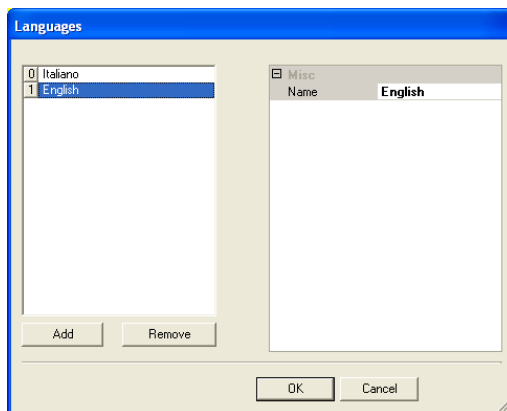 Languages
0 Italiano
1 English
Misc
Name English
Add Remove
OK Cancel